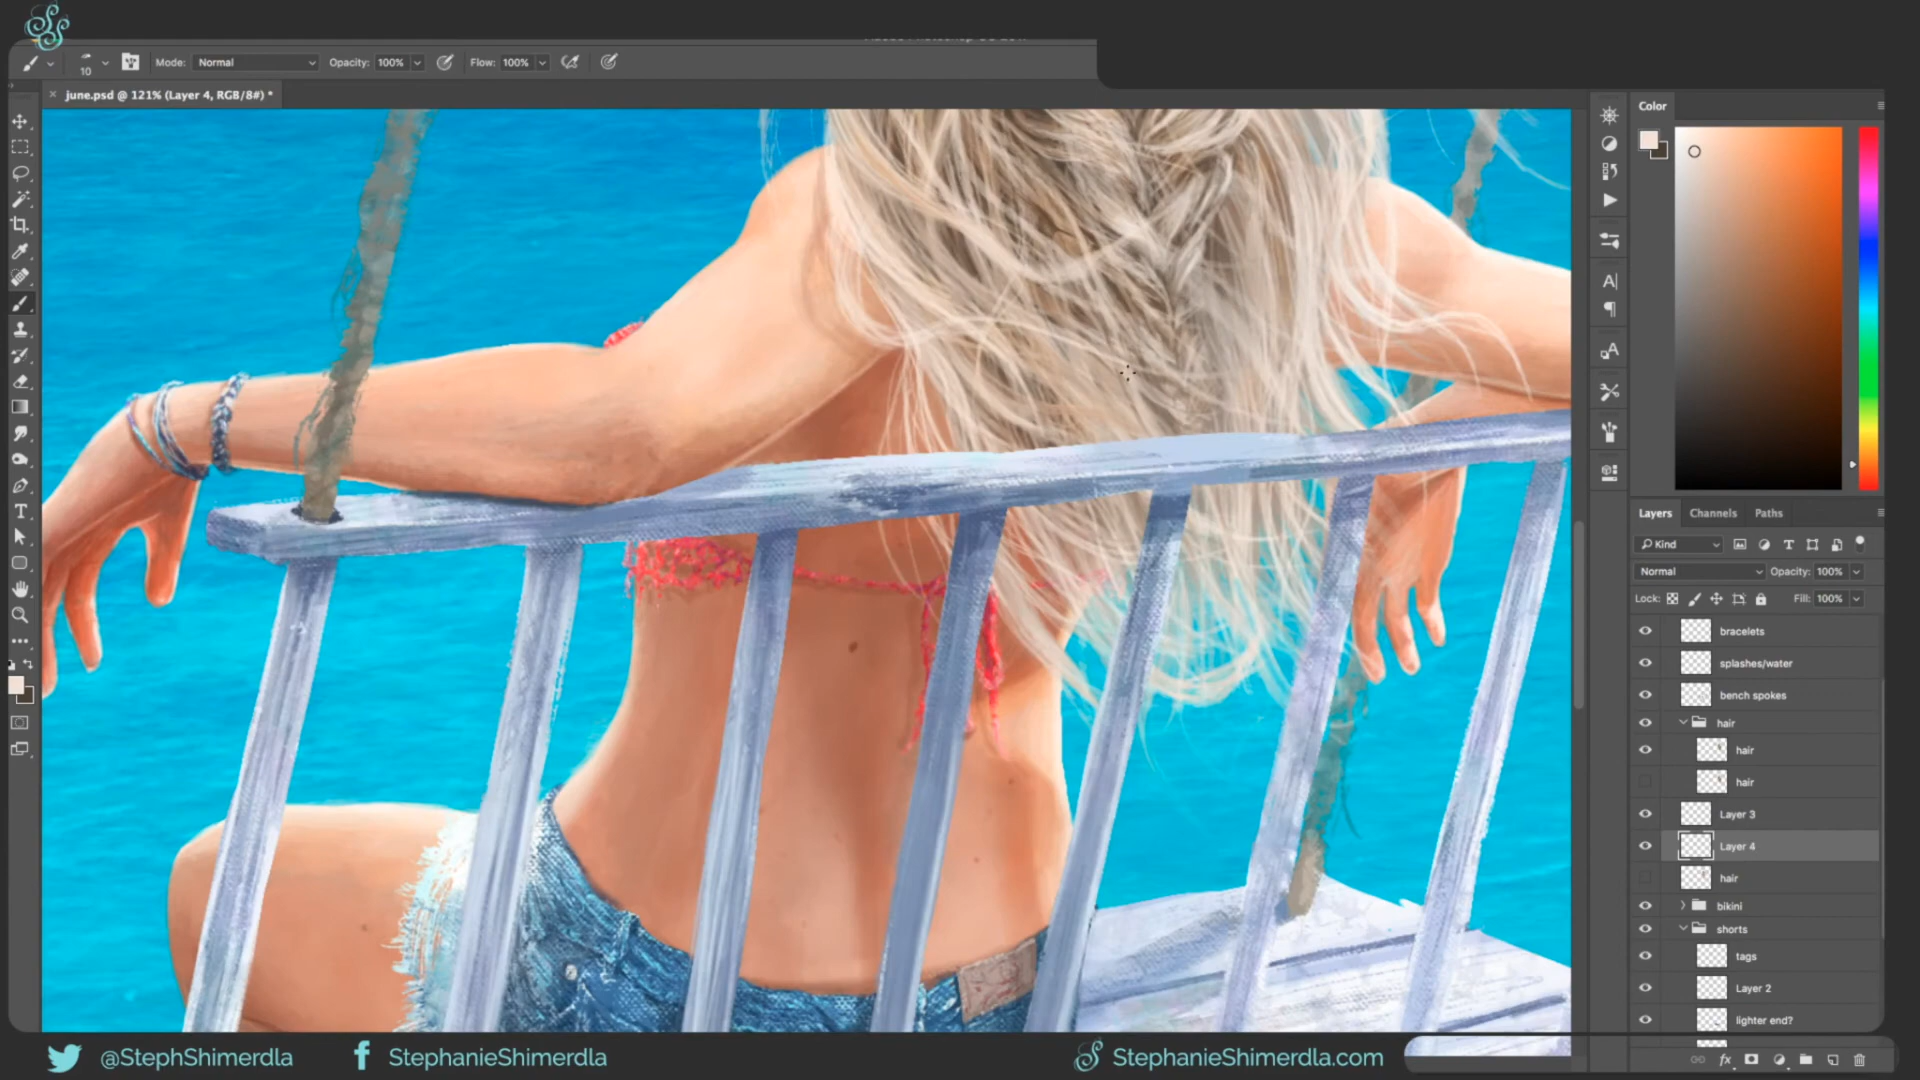 10
Mode: Normal
Opacity: 100%
Flow: 100%
june.psd @ 121% (Layer 4, RGB/8#) *
Color
Layers Channels Paths
Kind
Normal
Opacity: 100%
Lock:
Fill: 100%
bracelets
splashes/water
bench spokes
hair
hair
hair
Layer 3
Layer 4
hair
bikini
shorts
tags
Layer 2
lighter end?
@StephShimerdla
StephanieShimerdla
StephanieShimerdla.com